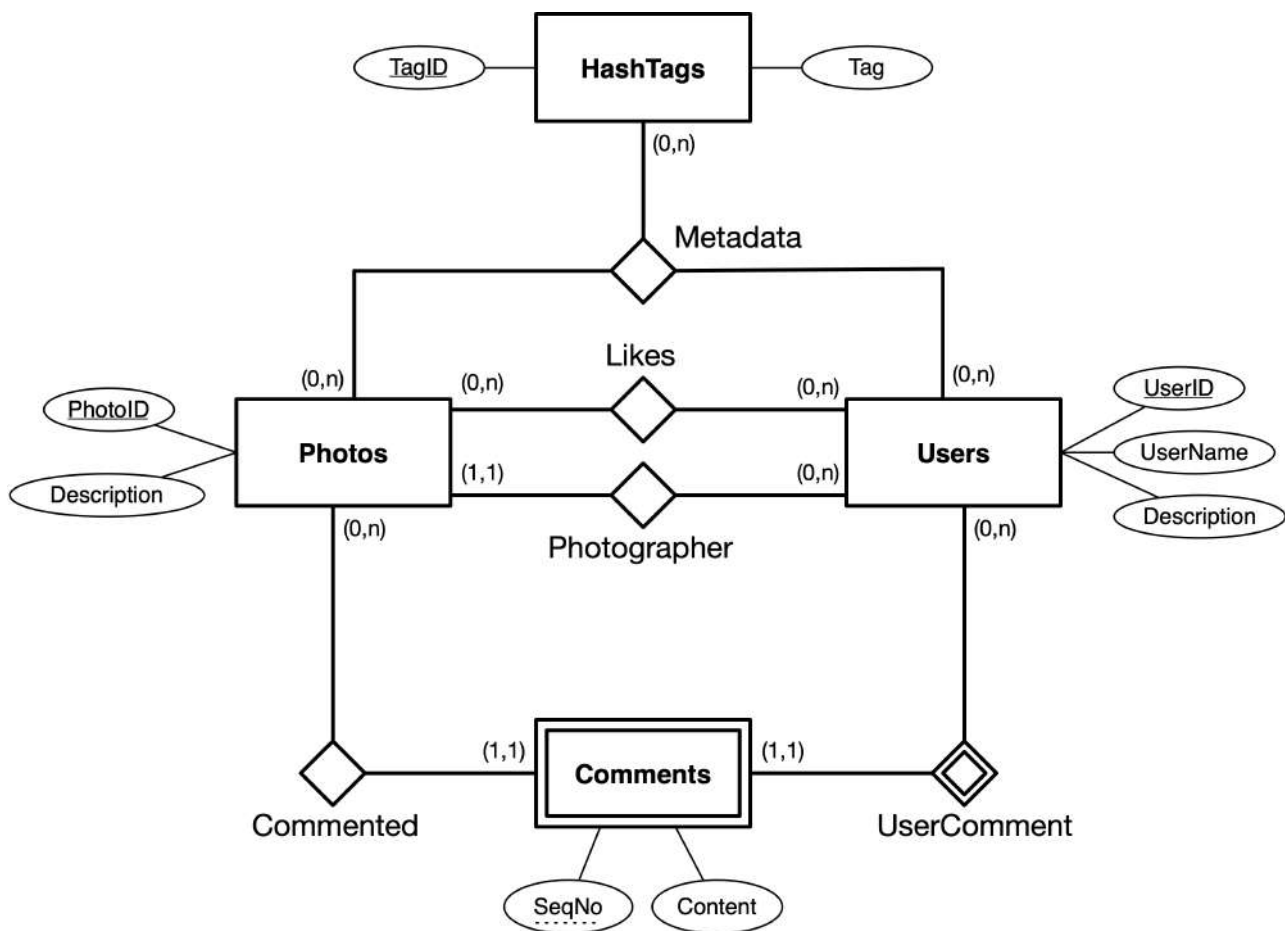 TagID
HashTags
Tag
(0,n)
Metadata
Likes
(0,n)
(0,n)
(0,n)
(0,n)
PhotoID
Description
Photos
Users
UserID
UserName
Description
(1,1)
(0,n)
Photographer
(0,n)
(0,n)
(1,1)
Comments
(1,1)
Commented
UserComment
SeqNo
Content